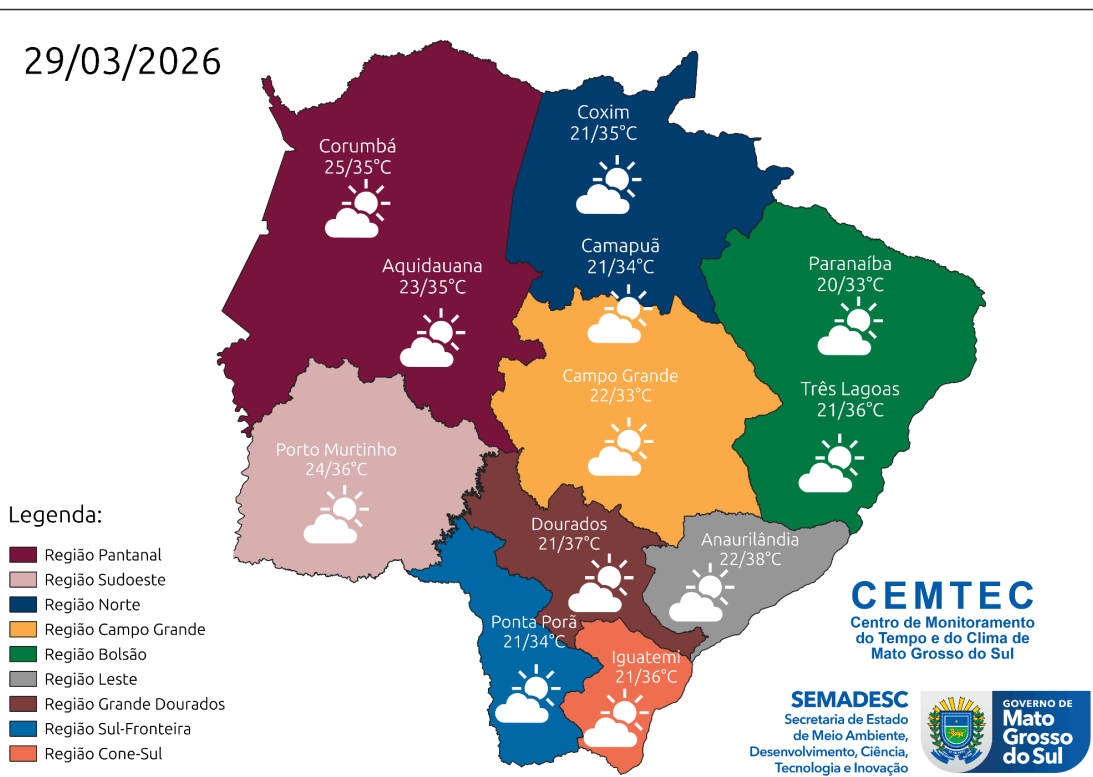 29/03/2026
Coxim
21/35°C
Corumbá
25/35°C
Camapuã
21/34°C
Aquidauana
23/35°C
Paranaíba
20/33°C
Campo Grande
22/33°C
Três Lagoas
21/36°C
Porto Murtinho
24/36°C
Dourados
21/37°C
Anaurilândia
22/38°C
Ponta Porã
21/34°C
Iguatemi
21/36°C
Legenda:
Região Pantanal
Região Sudoeste
Região Norte
Região Campo Grande
Região Bolsão
Região Leste
Região Grande Dourados
Região Sul-Fronteira
Região Cone-Sul
CEMTEC
Centro de Monitoramento
do Tempo e do Clima de
Mato Grosso do Sul
SEMADESC
Secretaria de Estado
de Meio Ambiente,
Desenvolvimento, Ciência,
Tecnologia e Inovação
GOVERNO DE
Mato
Grosso
do Sul